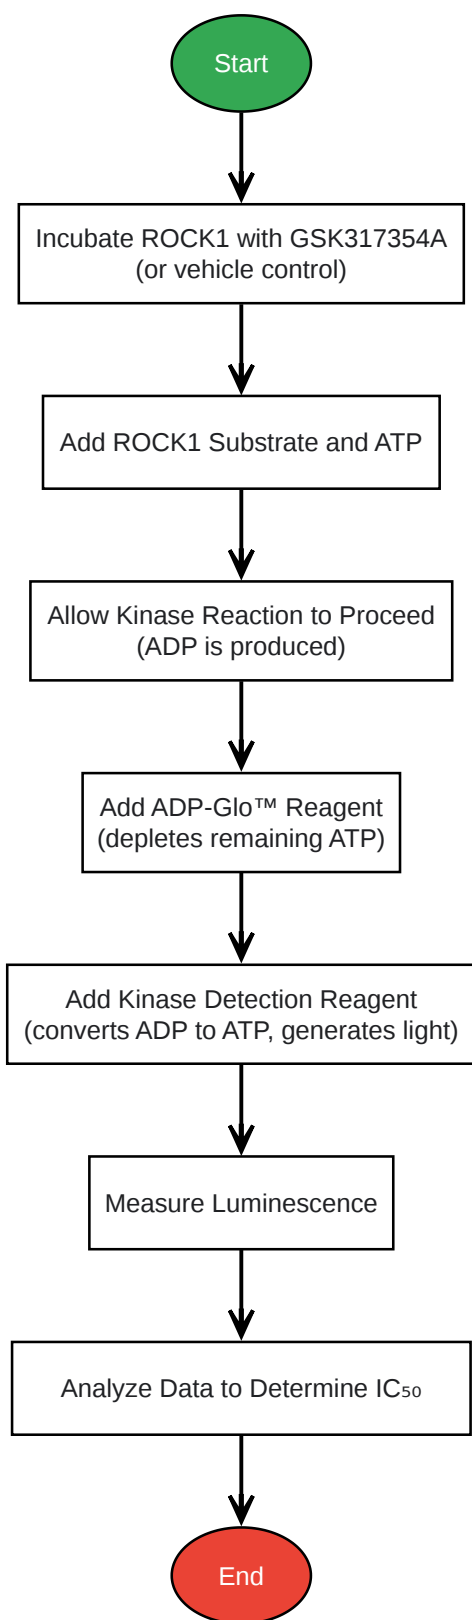 Start
Incubate ROCK1 with GSK317354A
(or vehicle control)
Add ROCK1 Substrate and ATP
Allow Kinase Reaction to Proceed
(ADP is produced)
Add ADP-Glo™ Reagent
(depletes remaining ATP)
Add Kinase Detection Reagent
(converts ADP to ATP, generates light)
Measure Luminescence
Analyze Data to Determine IC₅₀
End